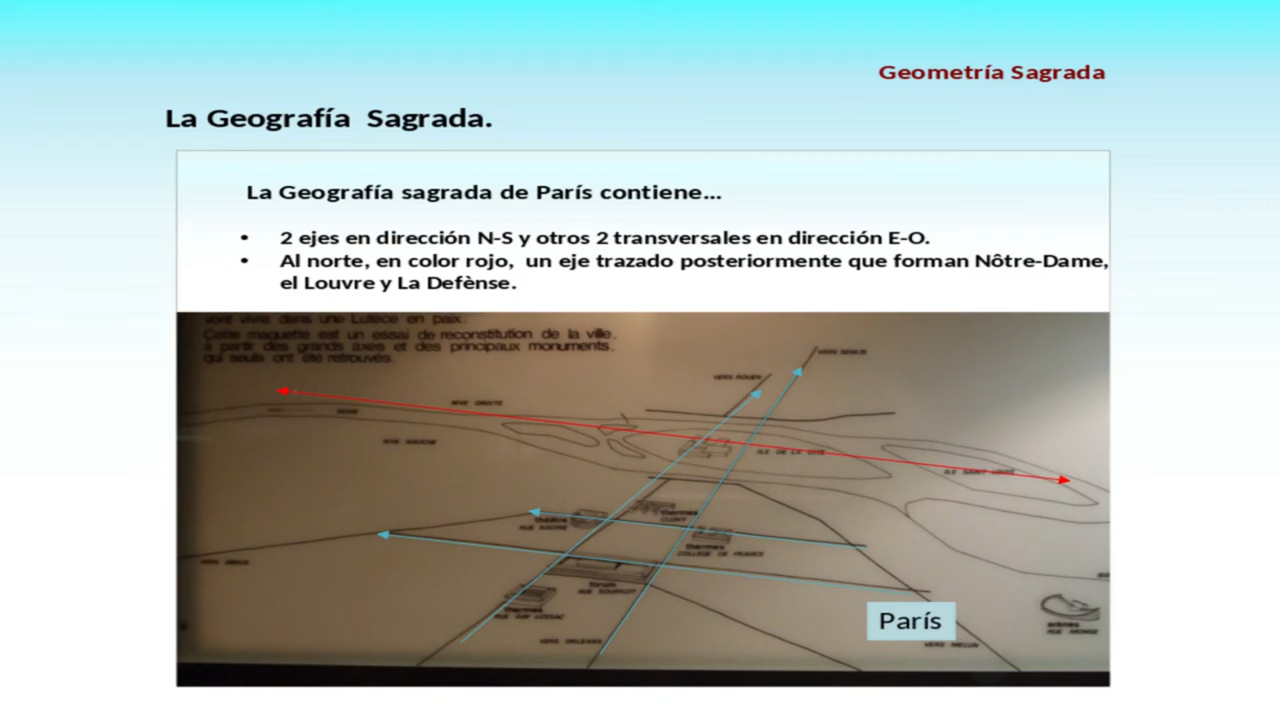 Geometría Sagrada
La Geografía Sagrada.
La Geografía sagrada de París contiene...
• 2 ejes en dirección N-S y otros 2 transversales en dirección E-O.
• Al norte, en color rojo, un eje trazado posteriormente que forman Nôtre-Dame,
el Louvre y La Defènse.
vont vivre dans une Lutèce en paix.
Cette maquette est un essai de reconstitution de la ville.
à partir des grands axes et des principaux monuments.
qui seuls ont été retrouvés.
VERS SENLIS
VERS ROUEN
RIVE DROITE
SEINE
RIVE GAUCHE
ILE DE LA CITE
ILE SAINT LOUIS
thermes
CLUNY
théâtre
RUE RACINE
thermes
COLLEGE DE FRANCE
VERS DREUX
forum
RUE SOUFFLOT
thermes
RUE GAY LUSSAC
París
arènes
RUE MONGE
VERS ORLEANS
VERS MELUN